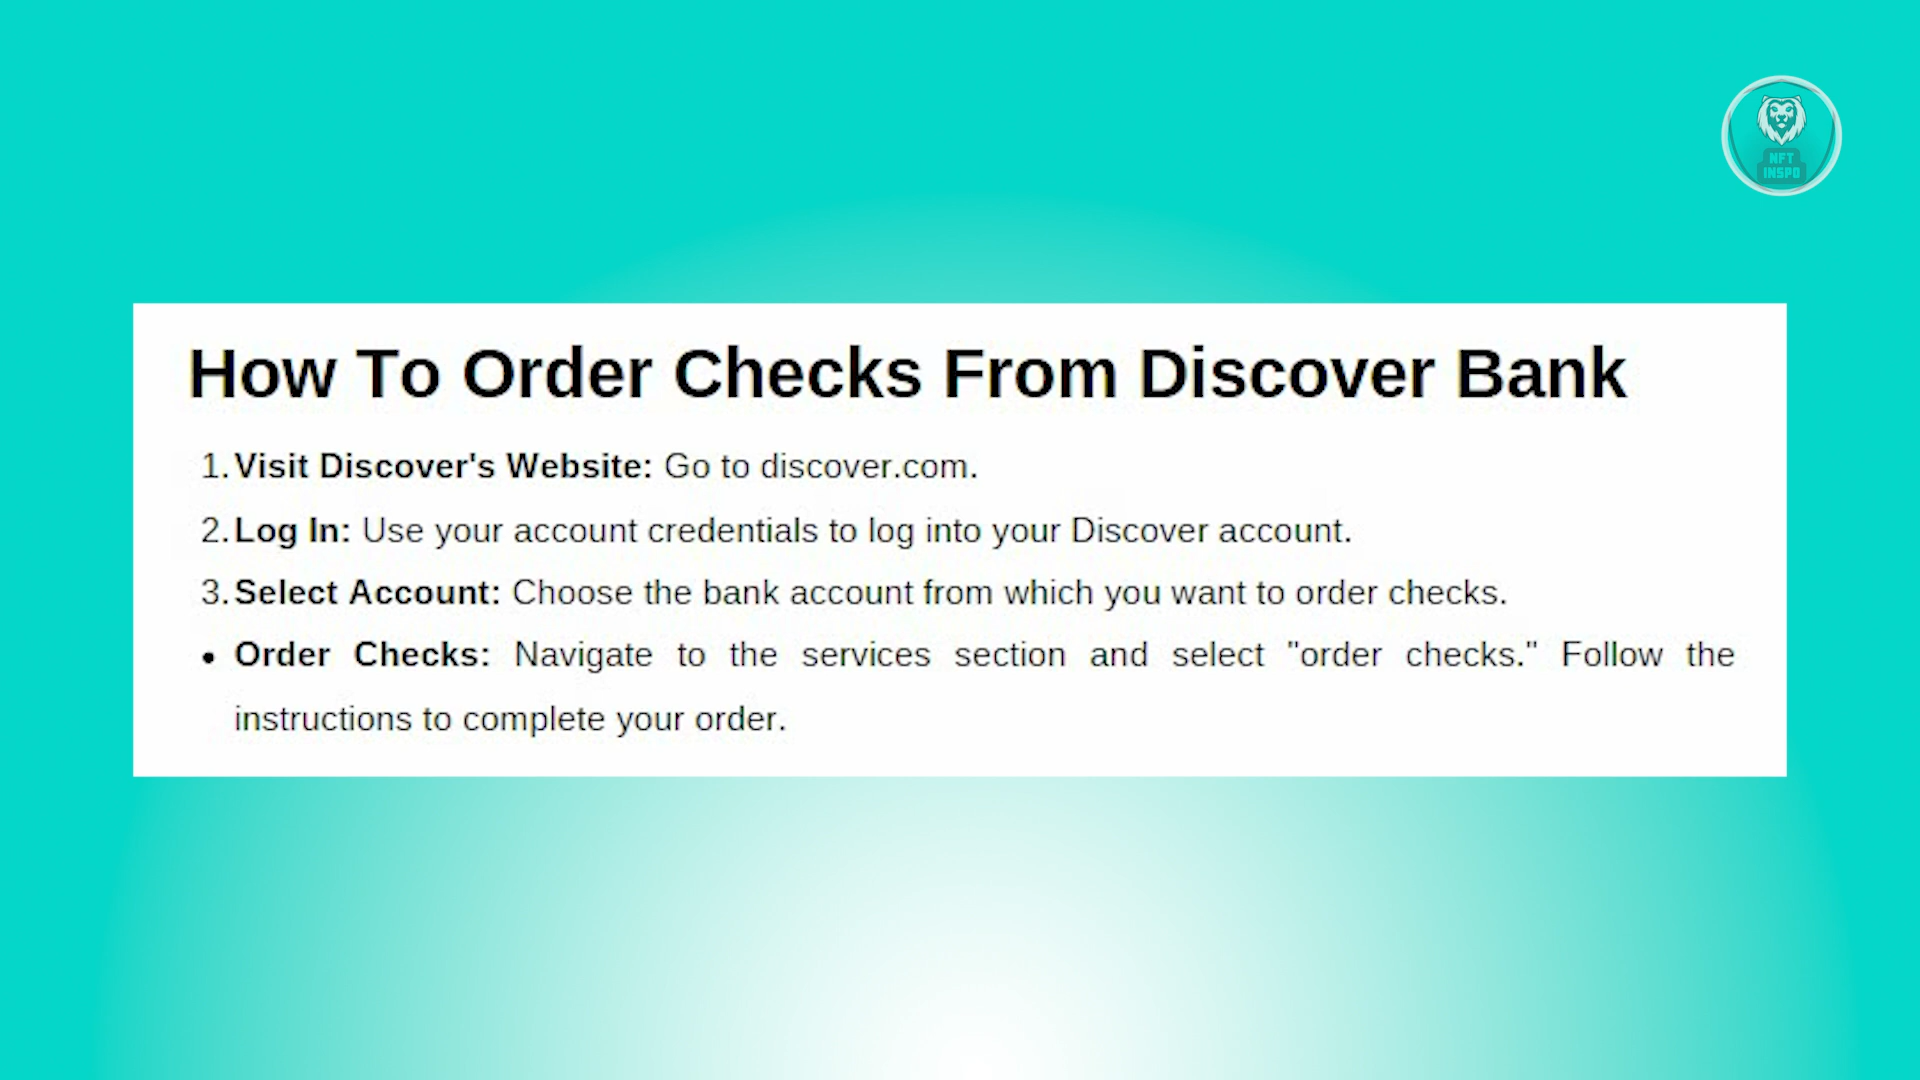 NFT
INSPO
How To Order Checks From Discover Bank
1. Visit Discover's Website: Go to discover.com.
2. Log In: Use your account credentials to log into your Discover account.
3. Select Account: Choose the bank account from which you want to order checks.
• Order Checks: Navigate to the services section and select "order checks." Follow the
instructions to complete your order.